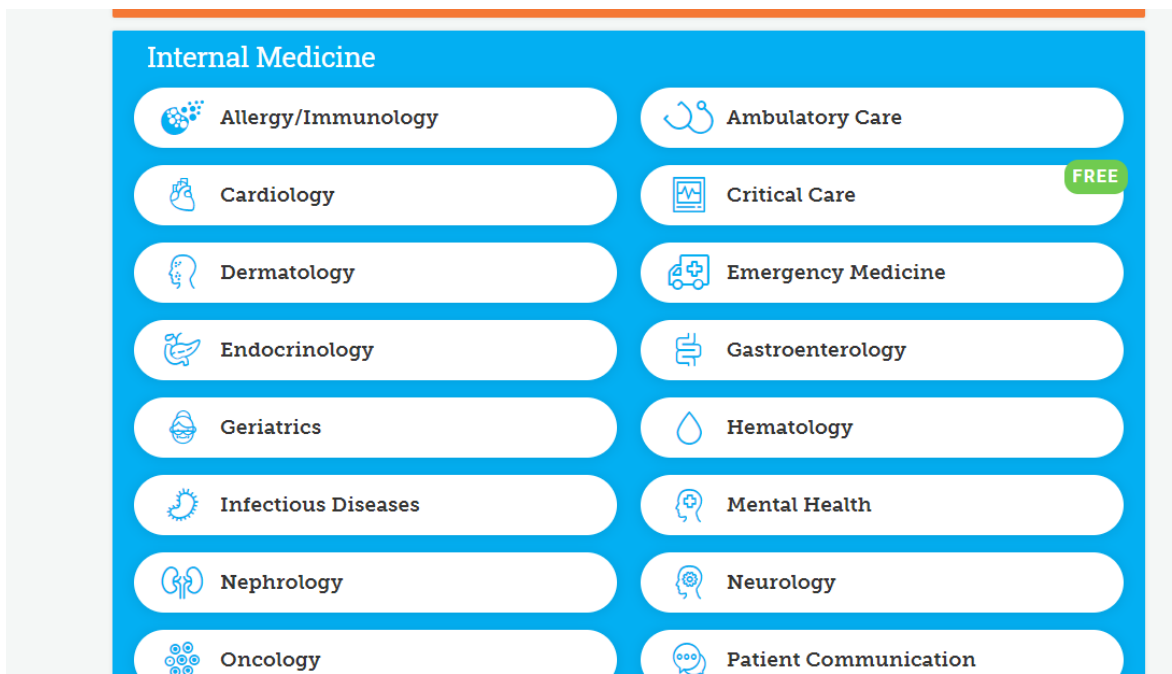 Internal Medicine
Allergy/Immunology
Ambulatory Care
Cardiology
Critical Care
FREE
Dermatology
Emergency Medicine
Endocrinology
Gastroenterology
Geriatrics
Hematology
Infectious Diseases
Mental Health
Nephrology
Neurology
Oncology
Patient Communication